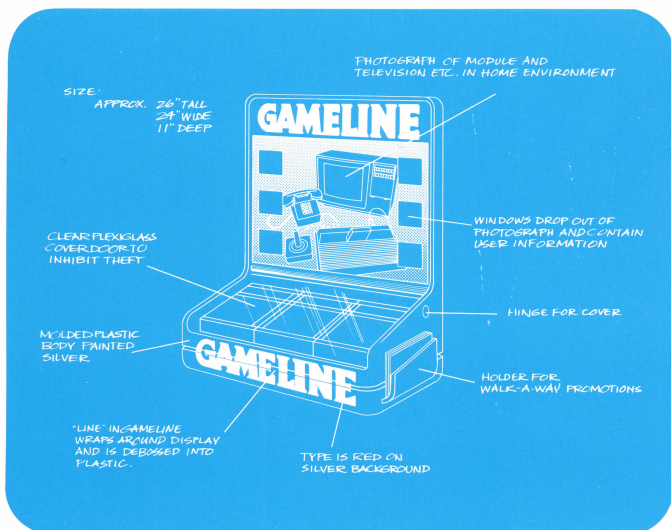 PHOTOGRAPH OF MODULE AND
TELEVISION ETC. IN HOME ENVIRONMENT
SIZE:
APPROX. 26" TALL
24" WIDE
11" DEEP
GAMELINE
CLEAR PLEXIGLASS
COVER DOOR TO
INHIBIT THEFT
WINDOWS DROP OUT OF
PHOTOGRAPH AND CONTAIN
USER INFORMATION
HINGE FOR COVER
MOLDED PLASTIC
BODY PAINTED
SILVER
GAMELINE
HOLDER FOR
WALK-A-WAY PROMOTIONS
"LINE" IN GAMELINE
WRAPS AROUND DISPLAY
AND IS DEBOSSED INTO
PLASTIC.
TYPE IS RED ON
SILVER BACKGROUND